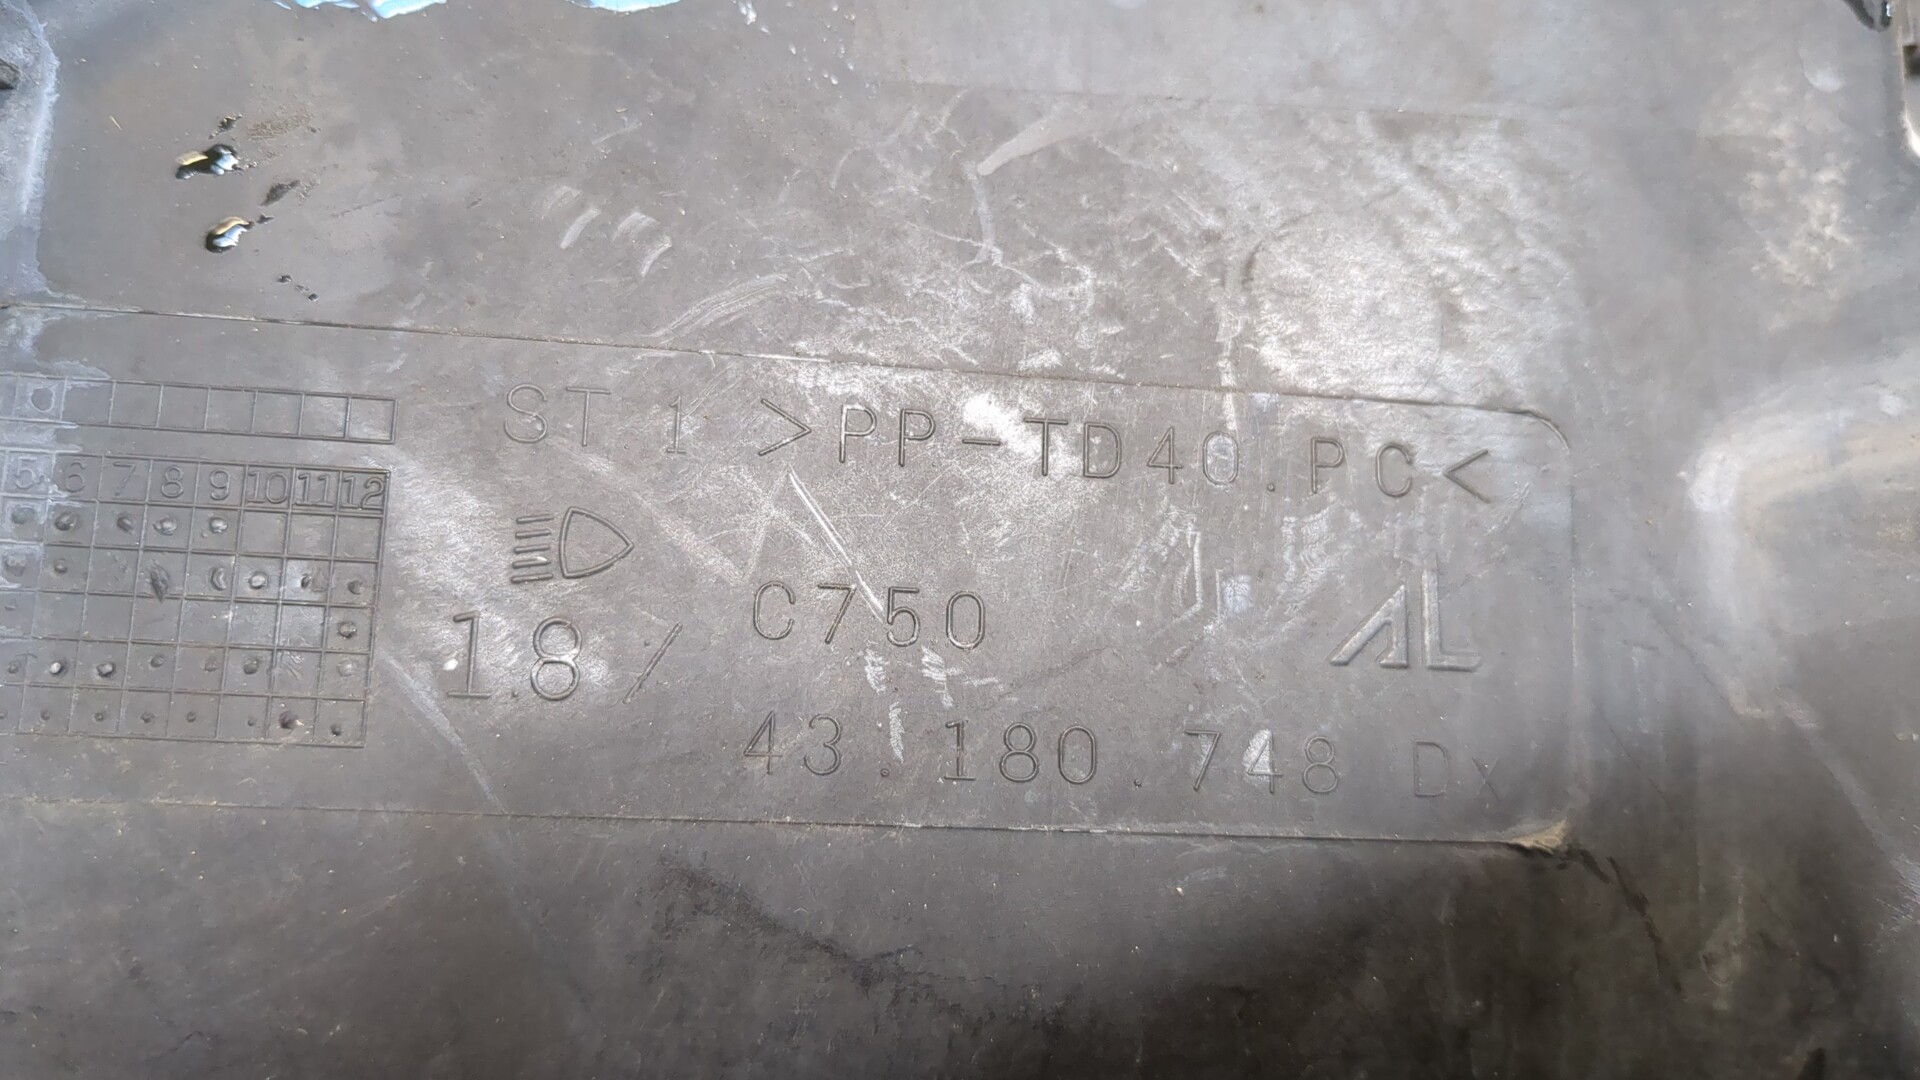 ST.1 >PP-TD40.PC<
5 6 7 8 9 10 11 12
18/ C750 AL
43.180.748 Dx